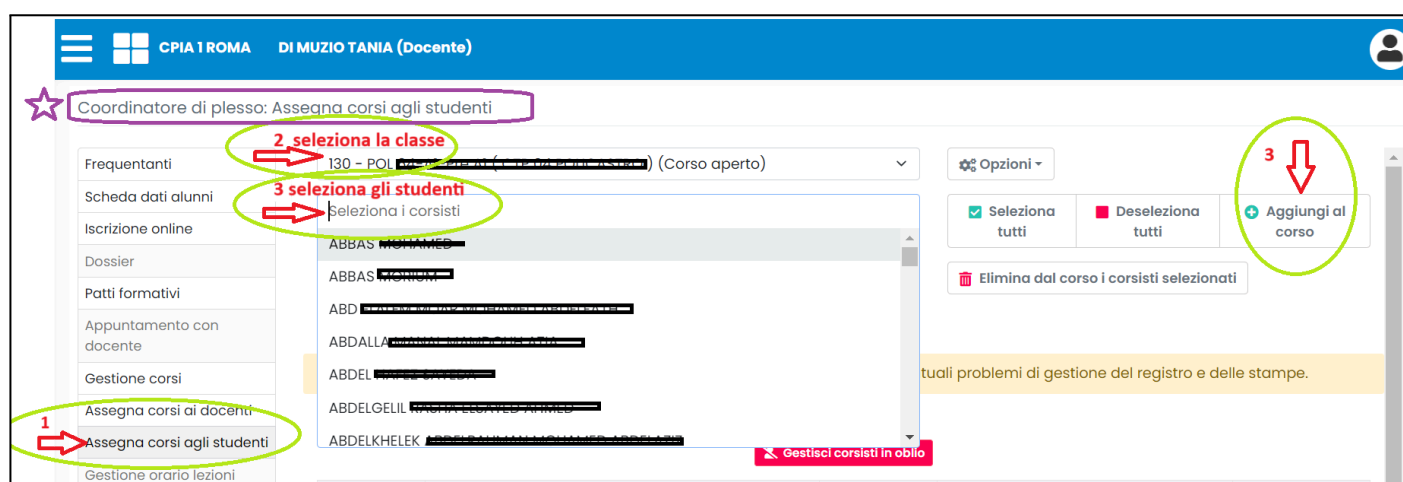 CPIA 1 ROMA DI MUZIO TANIA (Docente)
Coordinatore di plesso: Assegna corsi agli studenti
2 seleziona la classe
130 - POL ) (Corso aperto)
Opzioni
3
Frequentanti
Scheda dati alunni
Iscrizione online
Dossier
Patti formativi
Appuntamento con
docente
Gestione corsi
Assegna corsi ai docenti
1
Assegna corsi agli studenti
Gestione orario lezioni
3 seleziona gli studenti
Seleziona i corsisti
ABBAS
ABBAS
ABD
ABDALLA
ABDEL
ABDELGELIL
ABDELKHELEK
Seleziona
tutti
Deseleziona
tutti
Aggiungi al
corso
Elimina dal corso i corsisti selezionati
tuali problemi di gestione del registro e delle stampe.
Gestisci corsisti in oblio